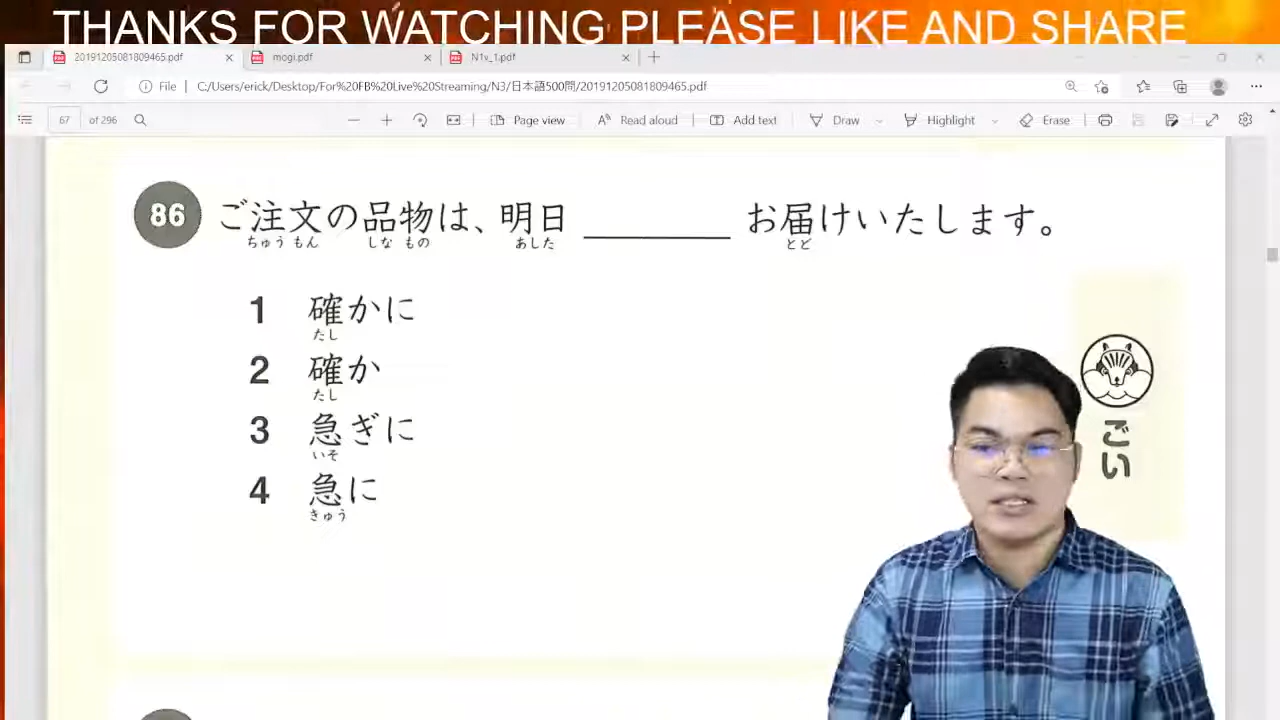 THANKS FOR WATCHING PLEASE LIKE AND SHARE
20191205081809465.pdf
mogi.pdf
N1v_1.pdf
File
C:/Users/erick/Desktop/For%20FB%20Live%20Streaming/N3/日本語500問/20191205081809465.pdf
67 of 296
Page view
Read aloud
Add text
Draw
Highlight
Erase
86 ご注文の品物は、明日 ________ お届けいたします。
ちゅう もん しな もの あした とど
1 確かに
たし
2 確か
たし
3 急ぎに
いそ
4 急に
きゅう
ごい